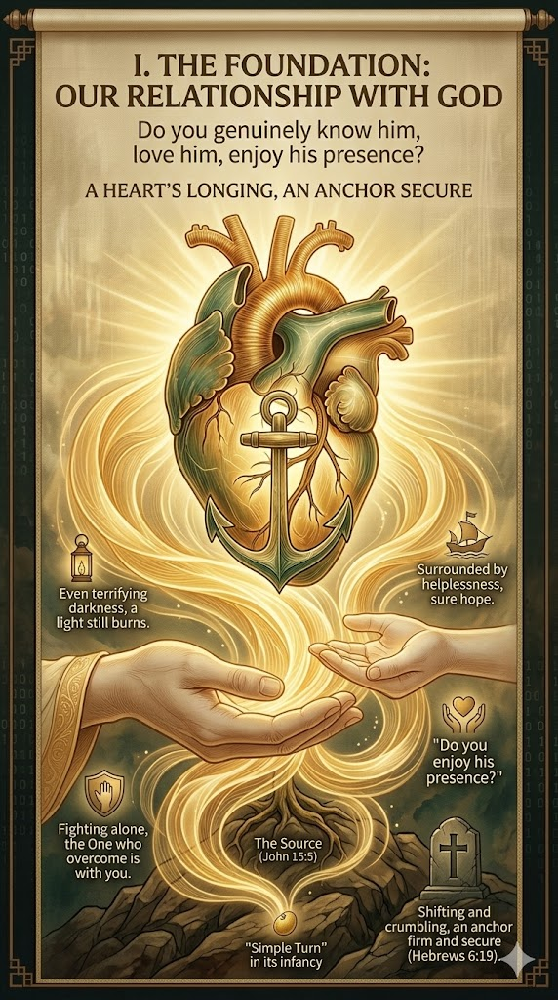 I. THE FOUNDATION:
OUR RELATIONSHIP WITH GOD
Do you genuinely know him,
love him, enjoy his presence?
A HEART'S LONGING, AN ANCHOR SECURE
Even terrifying
darkness, a
light still burns.
Surrounded by
helplessness,
sure hope.
"Do you
enjoy his
presence?"
Fighting alone,
the One who
overcome is
with you.
The Source
(John 15:5)
"Simple Turn"
in its infancy
Shifting and
crumbling, an anchor
firm and secure
(Hebrews 6:19).